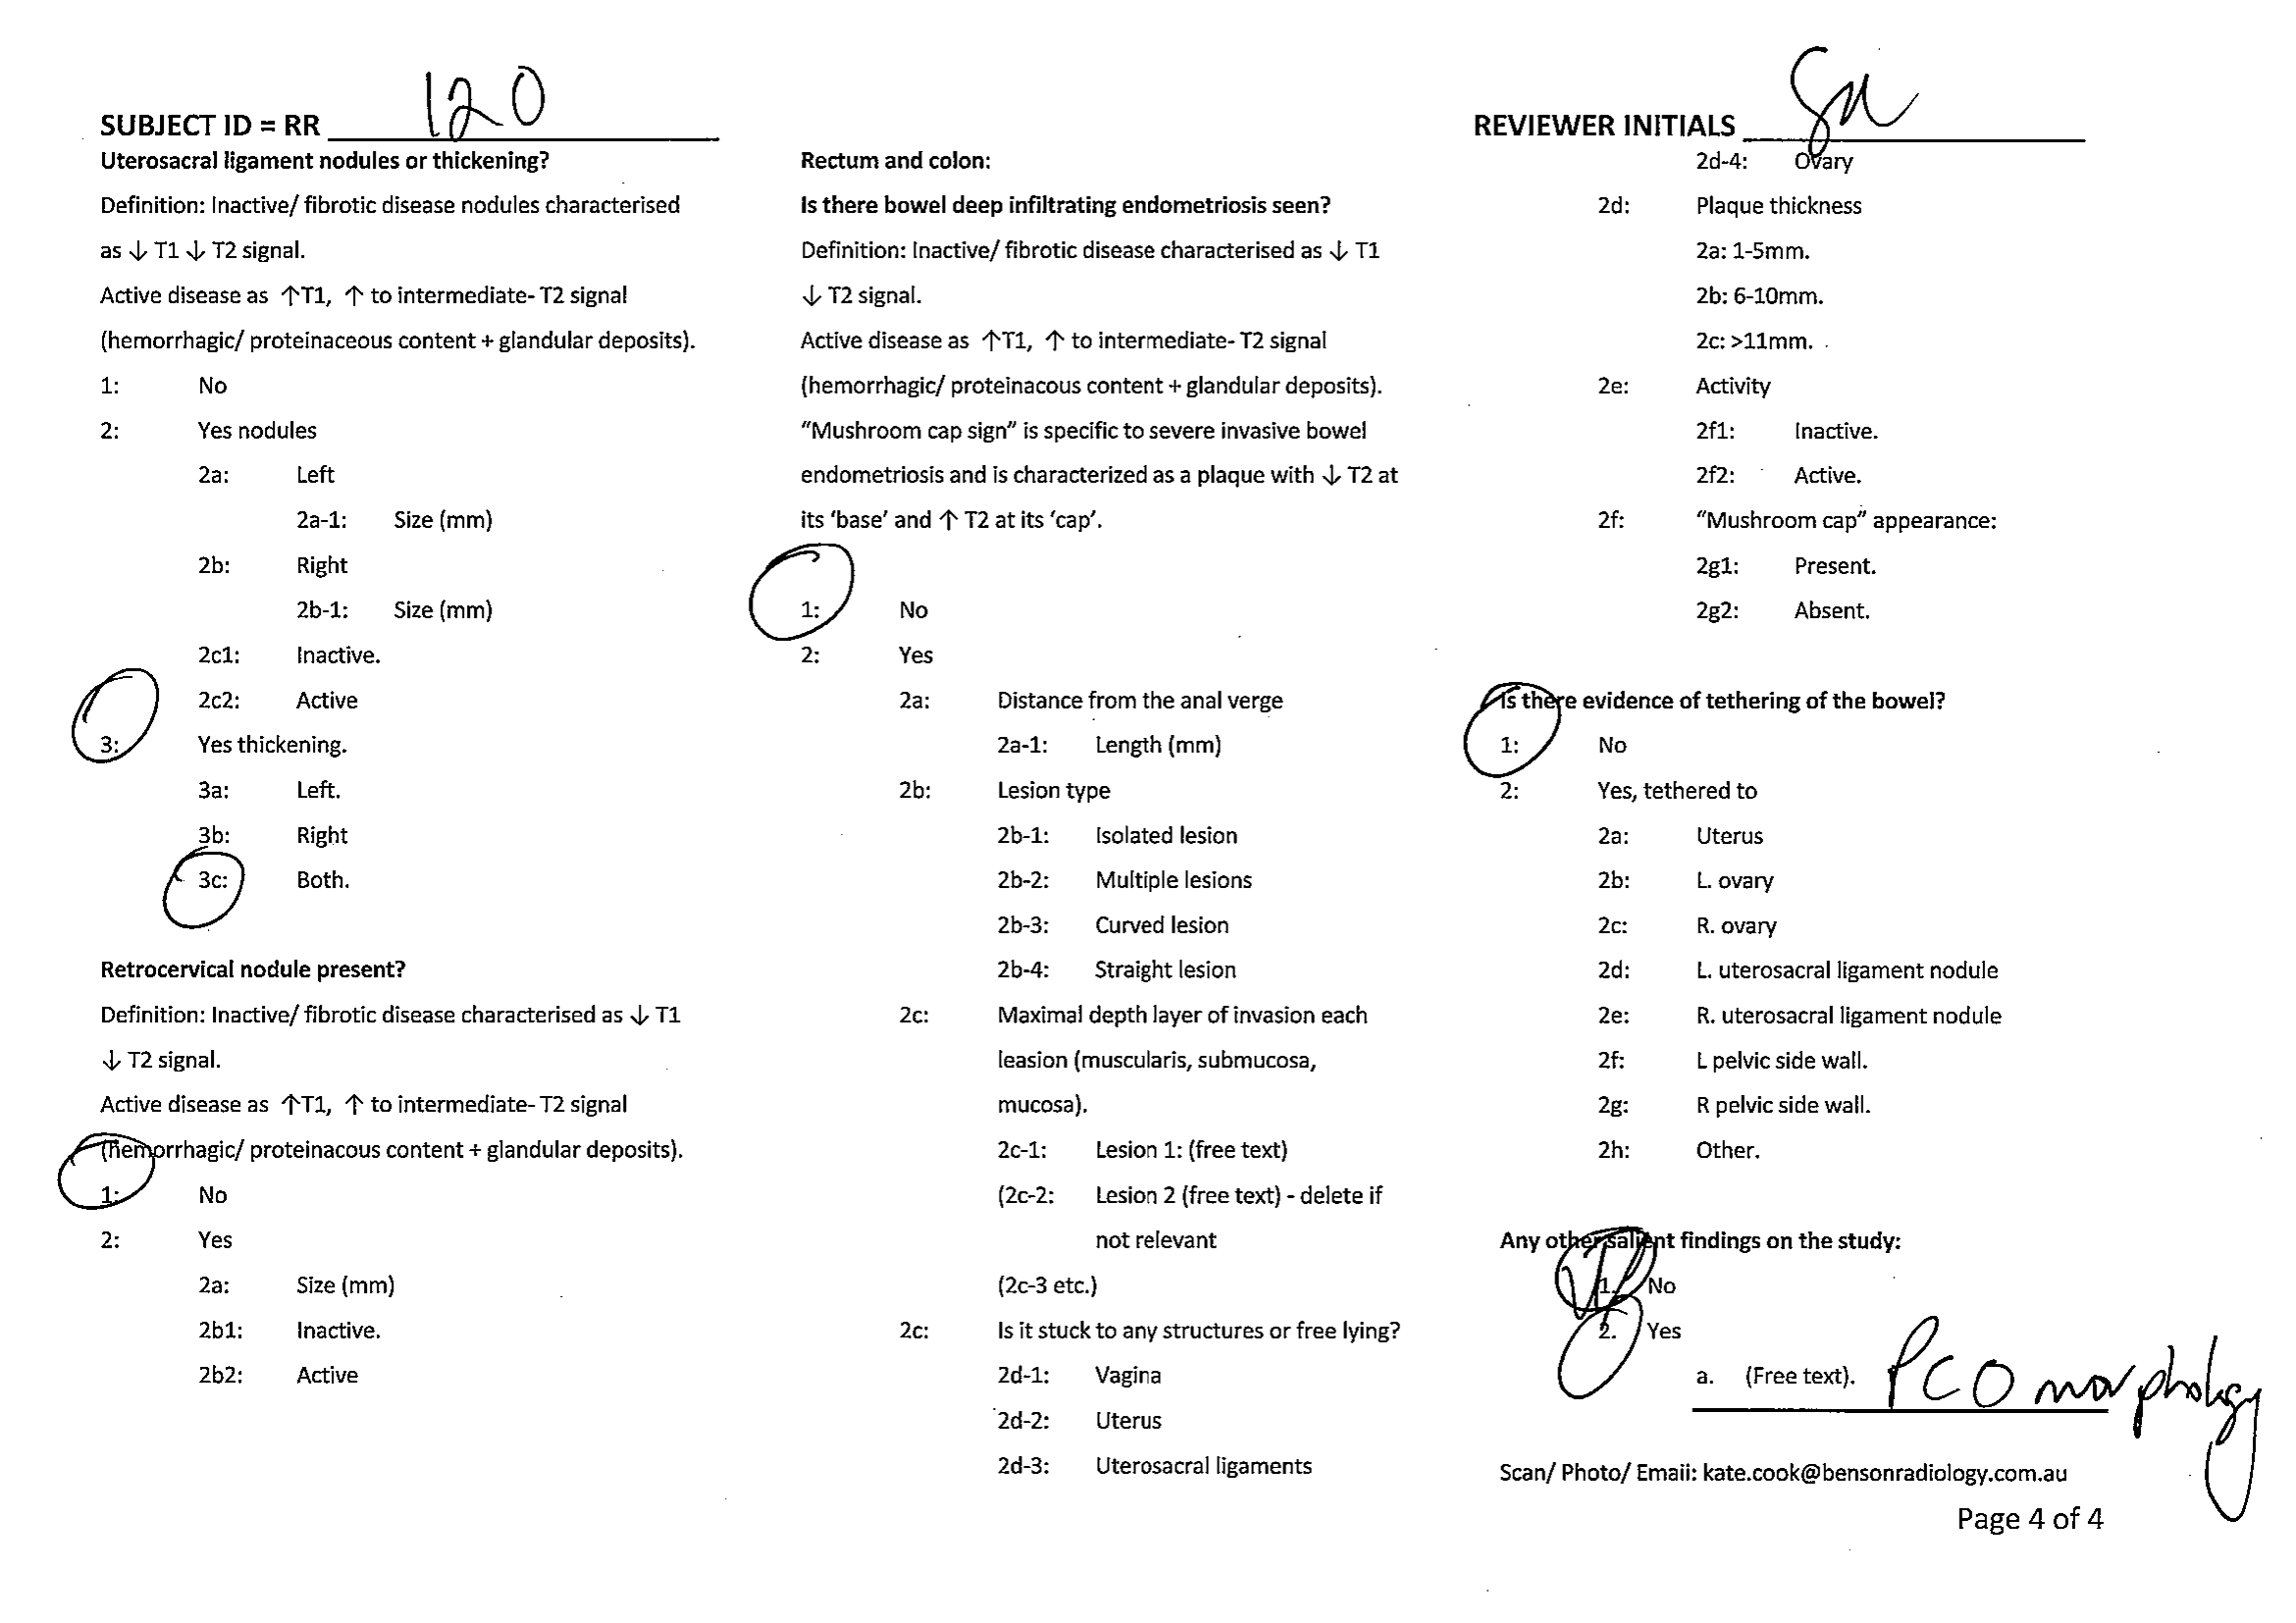 SUBJECT ID = RR 120
Uterosacral ligament nodules or thickening?
Definition: Inactive/ fibrotic disease nodules characterised
as ↓ T1 ↓ T2 signal.
Active disease as ↑T1, ↑ to intermediate- T2 signal
(hemorrhagic/ proteinaceous content + glandular deposits).
1: No
2: Yes nodules
2a: Left
2a-1: Size (mm)
2b: Right
2b-1: Size (mm)
2c1: Inactive.
2c2: Active
3: Yes thickening.
3a: Left.
3b: Right
3c: Both.
Retrocervical nodule present?
Definition: Inactive/ fibrotic disease characterised as ↓ T1
↓ T2 signal.
Active disease as ↑T1, ↑ to intermediate- T2 signal
(hemorrhagic/ proteinacous content + glandular deposits).
1: No
2: Yes
2a: Size (mm)
2b1: Inactive.
2b2: Active
Rectum and colon:
Is there bowel deep infiltrating endometriosis seen?
Definition: Inactive/ fibrotic disease characterised as ↓ T1
↓ T2 signal.
Active disease as ↑T1, ↑ to intermediate- T2 signal
(hemorrhagic/ proteinacous content + glandular deposits).
“Mushroom cap sign” is specific to severe invasive bowel
endometriosis and is characterized as a plaque with ↓ T2 at
its ‘base’ and ↑ T2 at its ‘cap’.
1: No
2: Yes
2a: Distance from the anal verge
2a-1: Length (mm)
2b: Lesion type
2b-1: Isolated lesion
2b-2: Multiple lesions
2b-3: Curved lesion
2b-4: Straight lesion
2c: Maximal depth layer of invasion each
leasion (muscularis, submucosa,
mucosa).
2c-1: Lesion 1: (free text)
(2c-2: Lesion 2 (free text) - delete if
not relevant
(2c-3 etc.)
2c: Is it stuck to any structures or free lying?
2d-1: Vagina
2d-2: Uterus
2d-3: Uterosacral ligaments
REVIEWER INITIALS
2d-4: Ovary
2d: Plaque thickness
2a: 1-5mm.
2b: 6-10mm.
2c: >11mm.
2e: Activity
2f1: Inactive.
2f2: Active.
2f: “Mushroom cap” appearance:
2g1: Present.
2g2: Absent.
Is there evidence of tethering of the bowel?
1: No
2: Yes, tethered to
2a: Uterus
2b: L. ovary
2c: R. ovary
2d: L. uterosacral ligament nodule
2e: R. uterosacral ligament nodule
2f: L pelvic side wall.
2g: R pelvic side wall.
2h: Other.
Any other salient findings on the study:
1. No
2. Yes
a. (Free text). PCO morphology
Scan/ Photo/ Email: kate.cook@bensonradiology.com.au
Page 4 of 4